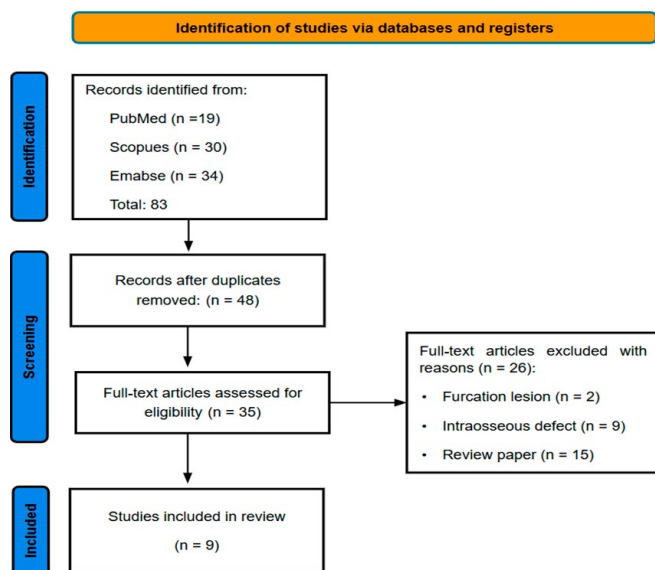 Identification of studies via databases and registers
Identification
Records identified from:
PubMed (n =19)
Scopues (n = 30)
Emabse (n = 34)
Total: 83
Screening
Records after duplicates
removed: (n = 48)
Full-text articles assessed for
eligibility (n = 35)
Full-text articles excluded with
reasons (n = 26):
• Furcation lesion (n = 2)
• Intraosseous defect (n = 9)
• Review paper (n = 15)
Included
Studies included in review
(n = 9)